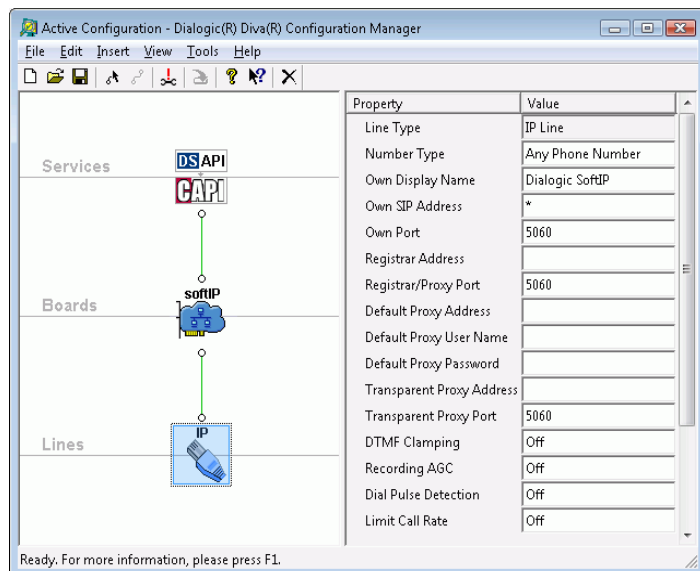 Active Configuration - Dialogic(R) Diva(R) Configuration Manager
File Edit Insert View Tools Help
Services
DS API
CAPI
softIP
Boards
IP
Lines
Property Value
Line Type IP Line
Number Type Any Phone Number
Own Display Name Dialogic SoftIP
Own SIP Address *
Own Port 5060
Registrar Address
Registrar/Proxy Port 5060
Default Proxy Address
Default Proxy User Name
Default Proxy Password
Transparent Proxy Address
Transparent Proxy Port 5060
DTMF Clamping Off
Recording AGC Off
Dial Pulse Detection Off
Limit Call Rate Off
Ready. For more information, please press F1.